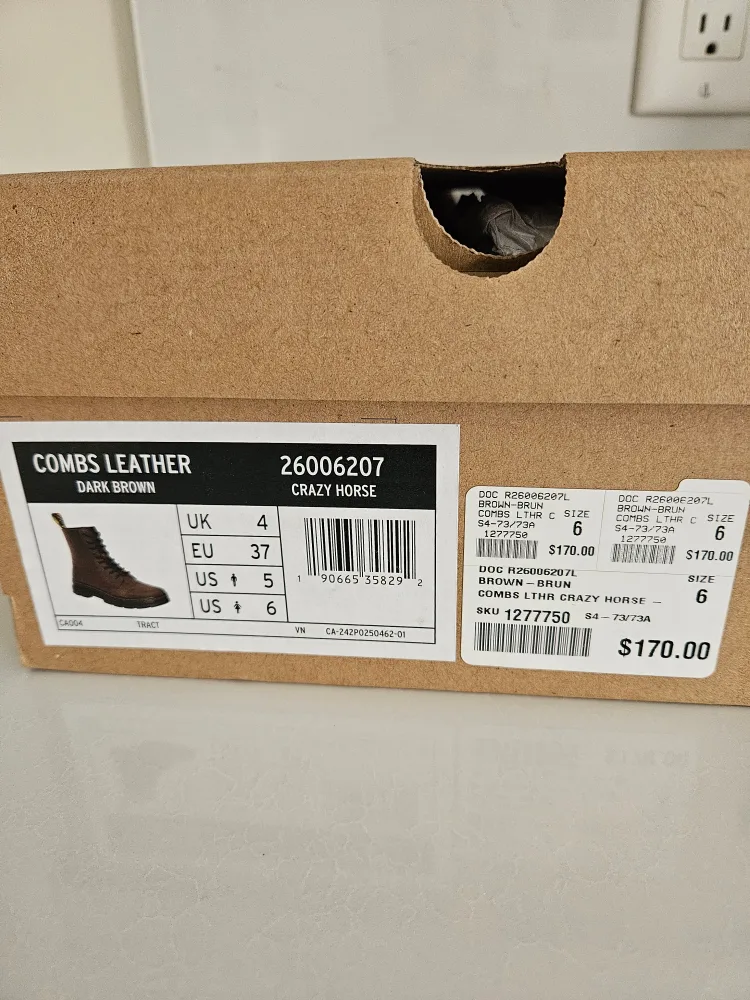 COMBS LEATHER
DARK BROWN
26006207
CRAZY HORSE
UK 4
EU 37
US 5
US 6
1 90665 35829 2
CA004 TRACT VN CA-242P0250462-01
DOC R26006207L
BROWN-BRUN
COMBS LTHR C SIZE
S4-73/73A 6
1277750
$170.00
DOC R26006207L
BROWN-BRUN
COMBS LTHR C SIZE
S4-73/73A 6
1277750
$170.00
DOC R26006207L SIZE
BROWN-BRUN 6
COMBS LTHR CRAZY HORSE -
SKU 1277750 S4-73/73A
$170.00